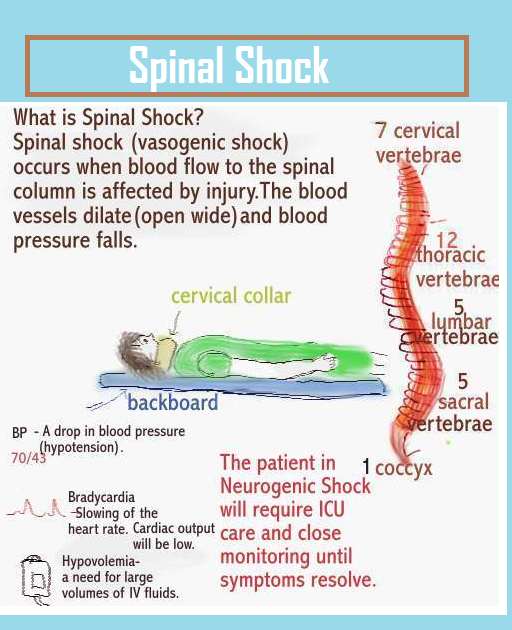 Spinal Shock
What is Spinal Shock?
Spinal shock (vasogenic shock)
occurs when blood flow to the spinal
column is affected by injury.The blood
vessels dilate(open wide)and blood
pressure falls.
7 cervical
vertebrae
12
thoracic
vertebrae
5
lumbar
vertebrae
5
sacral
vertebrae
1 coccyx
cervical collar
backboard
BP - A drop in blood pressure
(hypotension).
70/43
Bradycardia
-Slowing of the
heart rate. Cardiac output
will be low.
Hypovolemia-
a need for large
volumes of IV fluids.
The patient in
Neurogenic Shock
will require ICU
care and close
monitoring until
symptoms resolve.